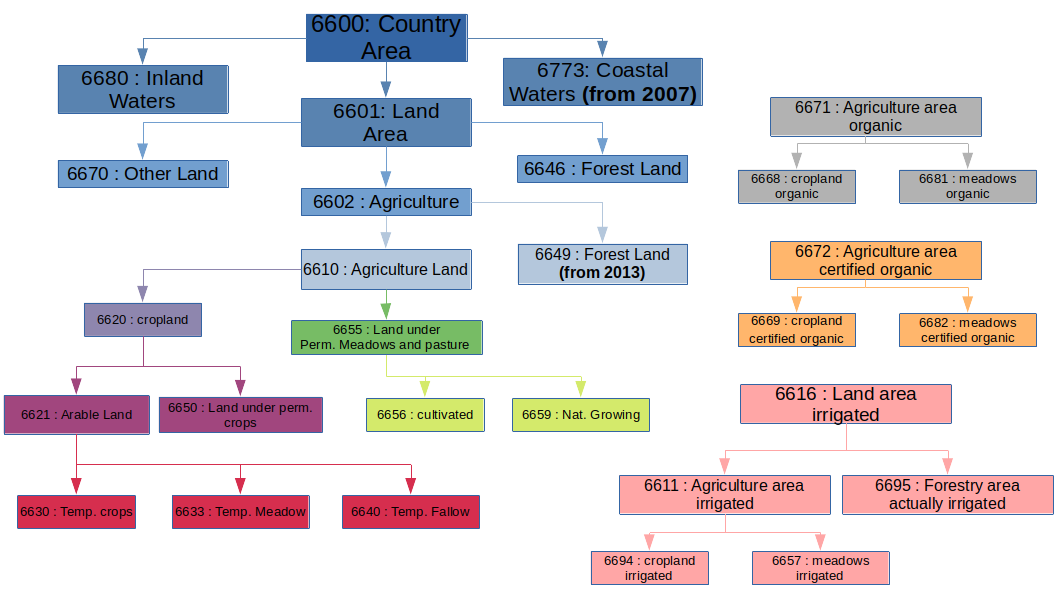 6600: Country
Area
6680 : Inland
Waters
6773: Coastal
Waters (from 2007)
6601: Land
Area
6671 : Agriculture area
organic
6670 : Other Land
6646 : Forest Land
6668 : cropland
organic
6681 : meadows
organic
6602 : Agriculture
6610 : Agriculture Land
6649 : Forest Land
(from 2013)
6672 : Agriculture area
certified organic
6620 : cropland
6655 : Land under
Perm. Meadows and pasture
6669 : cropland
certified organic
6682 : meadows
certified organic
6621 : Arable Land
6650 : Land under perm.
crops
6656 : cultivated
6659 : Nat. Growing
6616 : Land area
irrigated
6630 : Temp. crops
6633 : Temp. Meadow
6640 : Temp. Fallow
6611 : Agriculture area
irrigated
6695 : Forestry area
actually irrigated
6694 : cropland
irrigated
6657 : meadows
irrigated